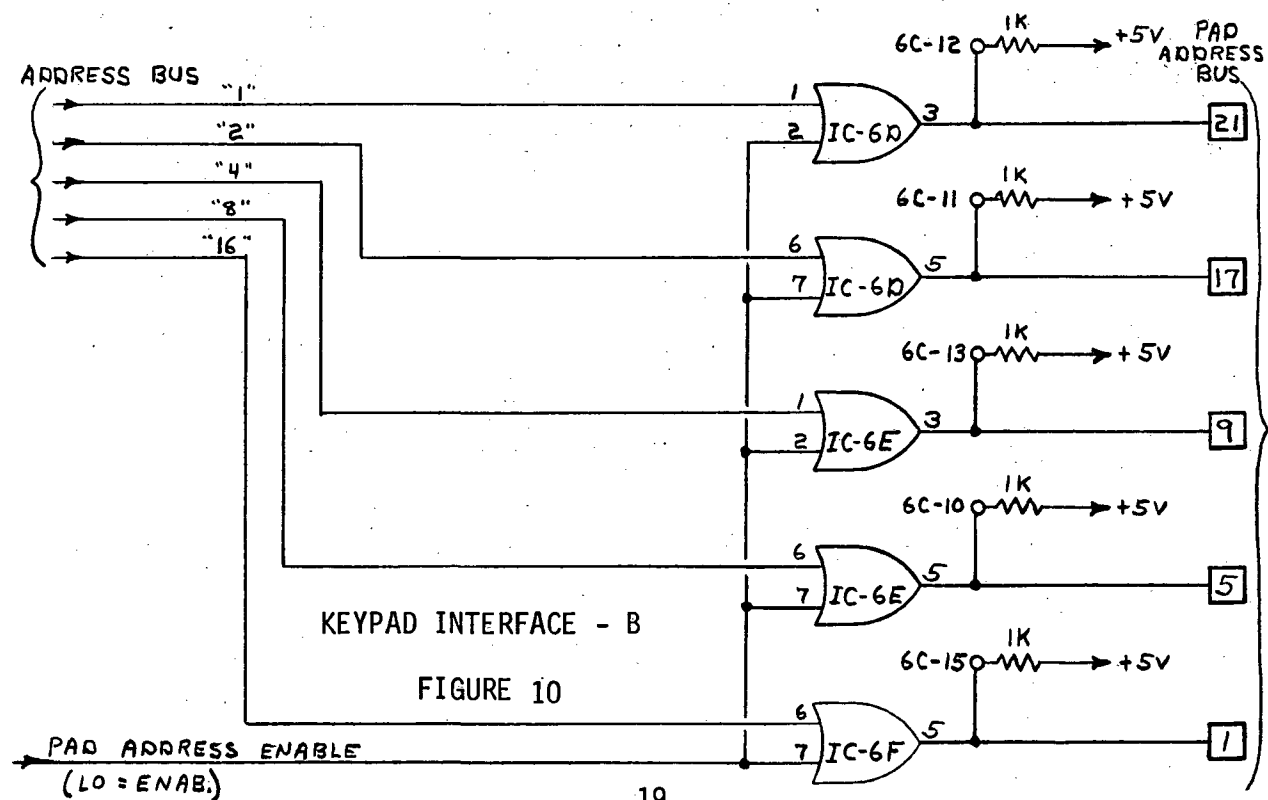 ADDRESS BUS
"1"
"2"
"4"
"8"
"16"
6C-12
1K
+5V
PAD
ADDRESS
BUS
1
2
IC-6D
3
21
6C-11
1K
+5V
6
7
IC-6D
5
17
6C-13
1K
+5V
1
2
IC-6E
3
9
6C-10
1K
+5V
6
7
IC-6E
5
5
KEYPAD INTERFACE - B
FIGURE 10
6C-15
1K
+5V
6
7
IC-6F
5
1
PAD ADDRESS ENABLE
(LO = ENAB.)
19